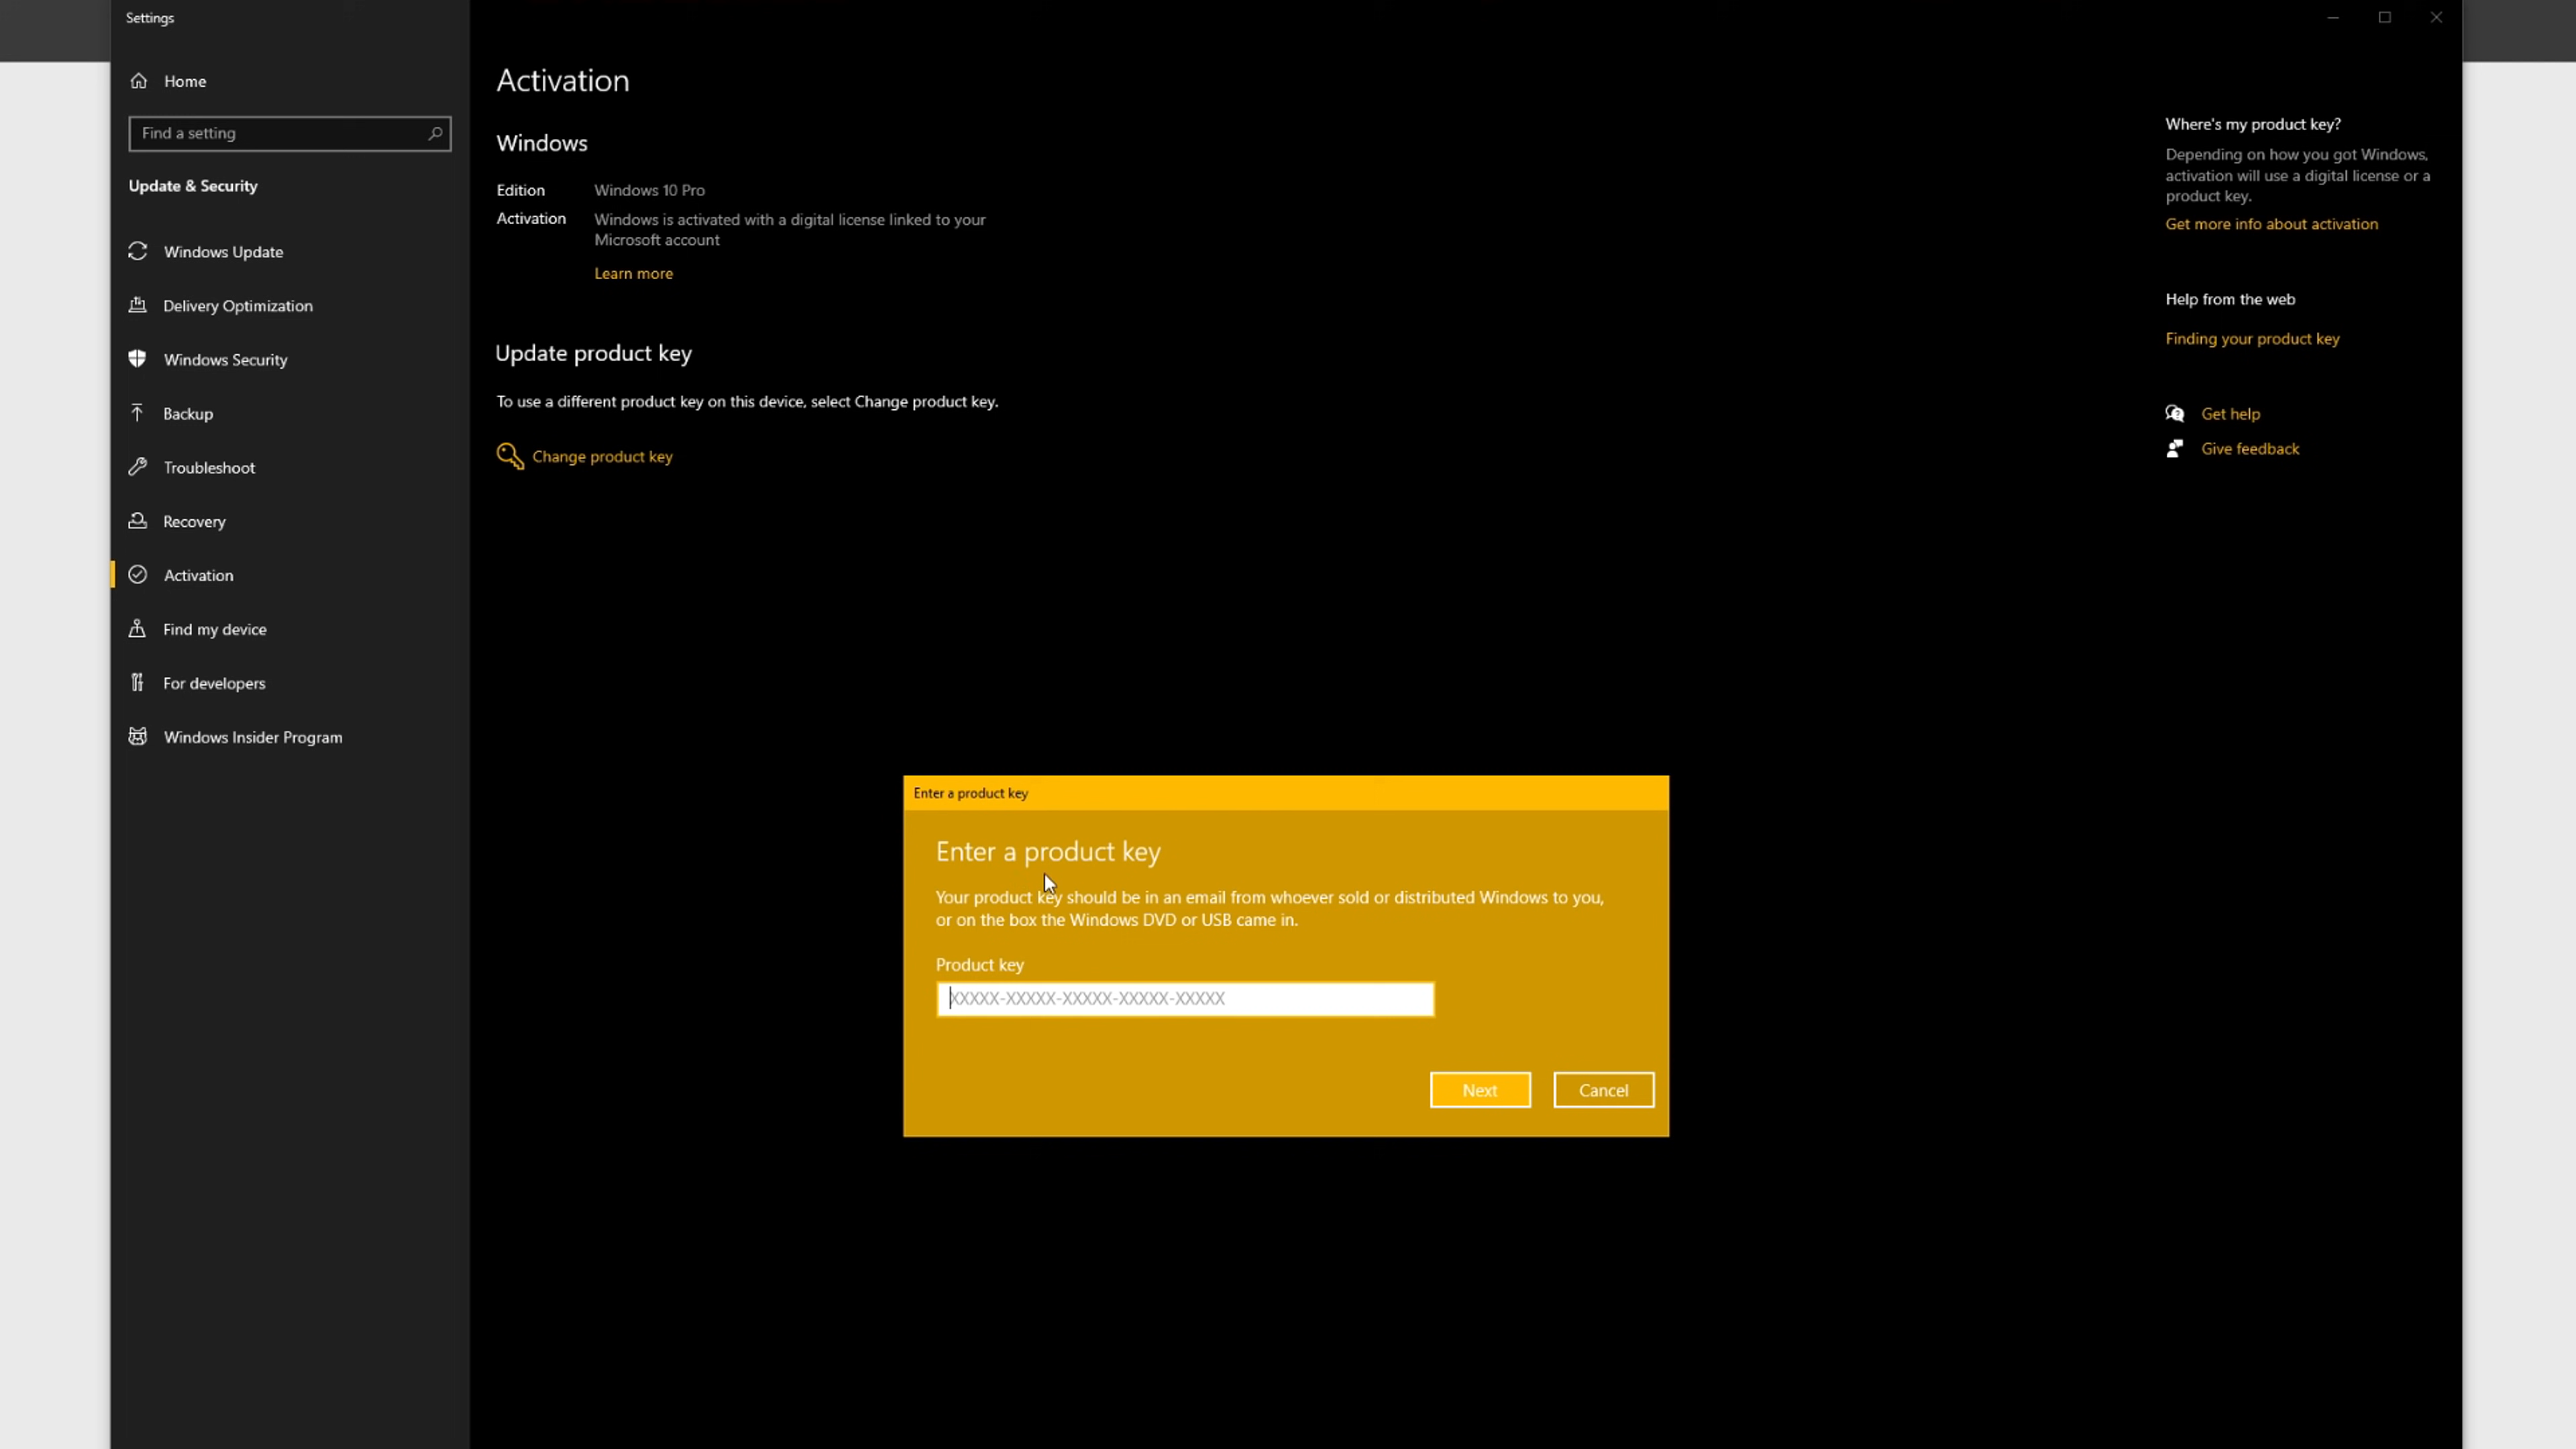 Settings
Home
Find a setting
Update & Security
Windows Update
Delivery Optimization
Windows Security
Backup
Troubleshoot
Recovery
Activation
Find my device
For developers
Windows Insider Program
Activation
Windows
Edition Windows 10 Pro
Activation Windows is activated with a digital license linked to your
Microsoft account
Learn more
Update product key
To use a different product key on this device, select Change product key.
Change product key
Where's my product key?
Depending on how you got Windows,
activation will use a digital license or a
product key.
Get more info about activation
Help from the web
Finding your product key
Get help
Give feedback
Enter a product key
Enter a product key
Your product key should be in an email from whoever sold or distributed Windows to you,
or on the box the Windows DVD or USB came in.
Product key
XXXXX-XXXXX-XXXXX-XXXXX-XXXXX
Next Cancel